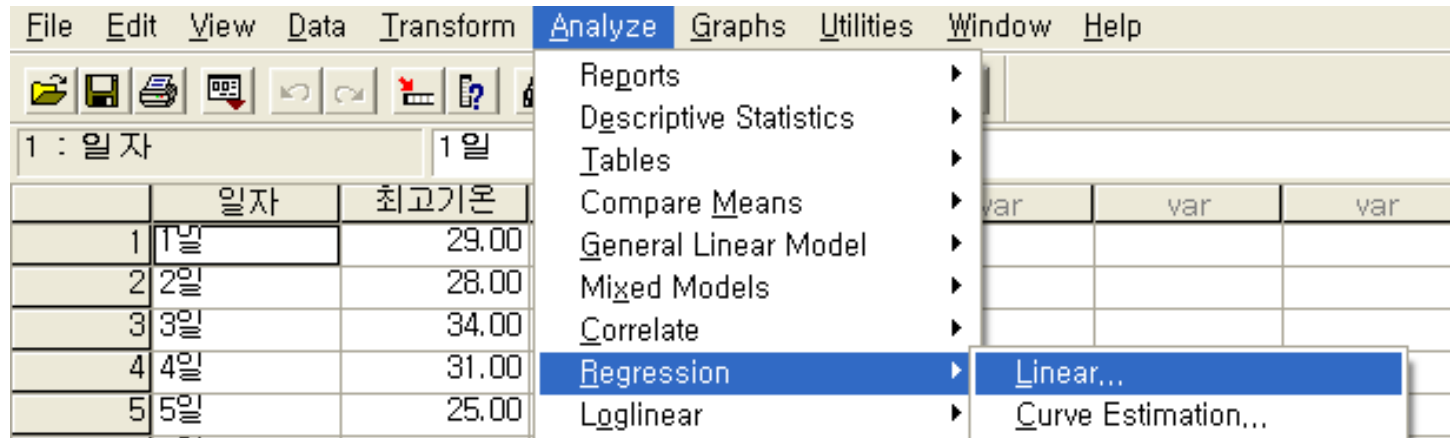 File Edit View Data Transform Analyze Graphs Utilities Window Help
1 : 일자 1일
일자 최고기온 var var var
1 1일 29.00
2 2일 28.00
3 3일 34.00
4 4일 31.00
5 5일 25.00
Reports
Descriptive Statistics
Tables
Compare Means
General Linear Model
Mixed Models
Correlate
Regression
Loglinear
Linear...
Curve Estimation...